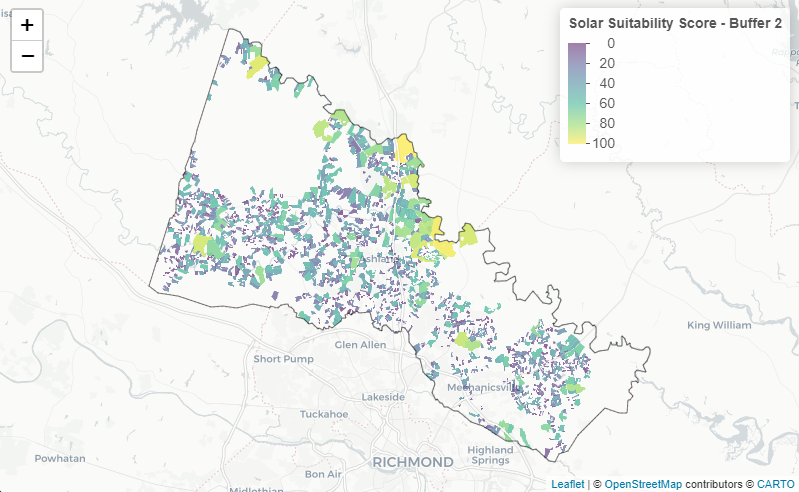 +
−
Solar Suitability Score - Buffer 2
0
20
40
60
80
100
Ashland
King William
Glen Allen
Short Pump
Mechanicsville
Lakeside
Tuckahoe
Highland
Springs
Powhatan
RICHMOND
Bon Air
Midlothian
Leaflet | © OpenStreetMap contributors © CARTO